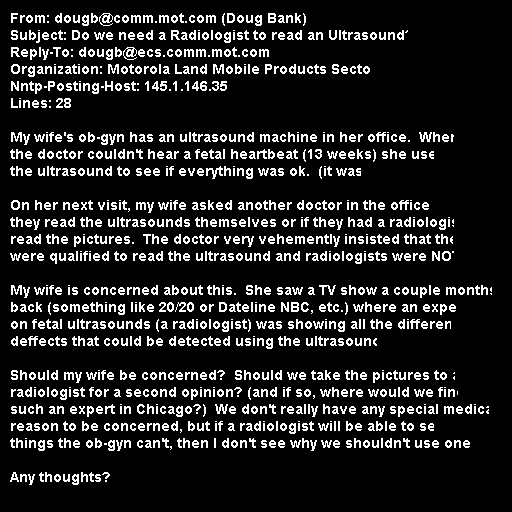 From: dougb@comm.mot.com (Doug Bank)
Subject: Do we need a Radiologist to read an Ultrasound?
Reply-To: dougb@ecs.comm.mot.com
Organization: Motorola Land Mobile Products Secto
Nntp-Posting-Host: 145.1.146.35
Lines: 28

My wife's ob-gyn has an ultrasound machine in her office. When
the doctor couldn't hear a fetal heartbeat (13 weeks) she use
the ultrasound to see if everything was ok. (it was

On her next visit, my wife asked another doctor in the office
they read the ultrasounds themselves or if they had a radiologis
read the pictures. The doctor very vehemently insisted that the
were qualified to read the ultrasound and radiologists were NOT

My wife is concerned about this. She saw a TV show a couple months
back (something like 20/20 or Dateline NBC, etc.) where an expe
on fetal ultrasounds (a radiologist) was showing all the differen
deffects that could be detected using the ultrasound

Should my wife be concerned? Should we take the pictures to a
radiologist for a second opinion? (and if so, where would we find
such an expert in Chicago?) We don't really have any special medica
reason to be concerned, but if a radiologist will be able to se
things the ob-gyn can't, then I don't see why we shouldn't use one

Any thoughts?